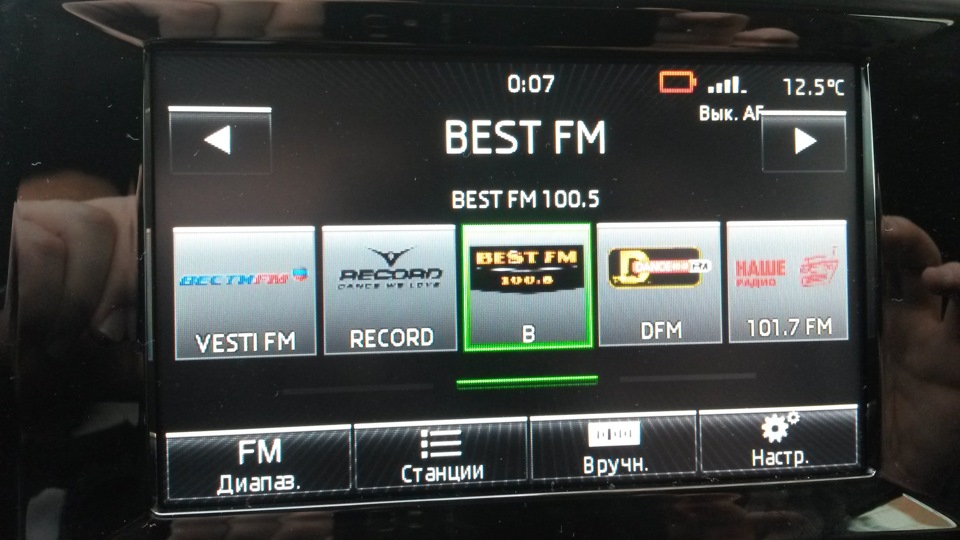 0:07
12.5°C
Вык. AF
BEST FM
BEST FM 100.5
ВЕСТИ FM
VESTI FM
RECORD
DANCE WE LOVE
RECORD
BEST FM
100.5
B
D
DANCE
DFM
НАШЕ
РАДИО
101.7 FM
FM
Диапаз.
Станции
Вручн.
Настр.